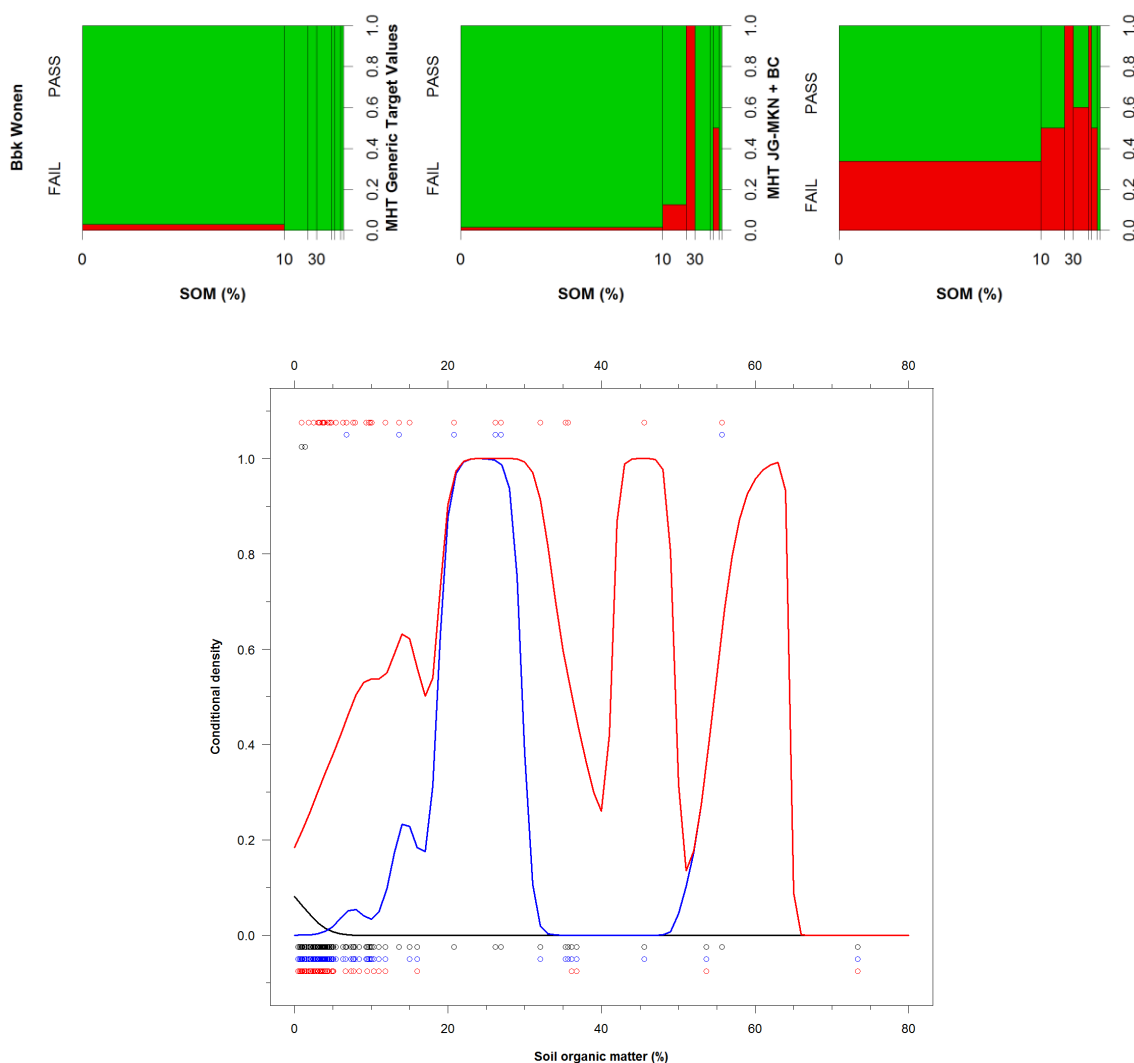 Bbk Wonen
FAIL PASS
0 10 30
0.0 0.2 0.4 0.6 0.8 1.0
SOM (%)
MHT Generic Target Values
FAIL PASS
0 10 30
0.0 0.2 0.4 0.6 0.8 1.0
SOM (%)
MHT JG-MKN + BC
FAIL PASS
0 10 30
0.0 0.2 0.4 0.6 0.8 1.0
SOM (%)
0 20 40 60 80
Conditional density
1.0
0.8
0.6
0.4
0.2
0.0
0 20 40 60 80
Soil organic matter (%)